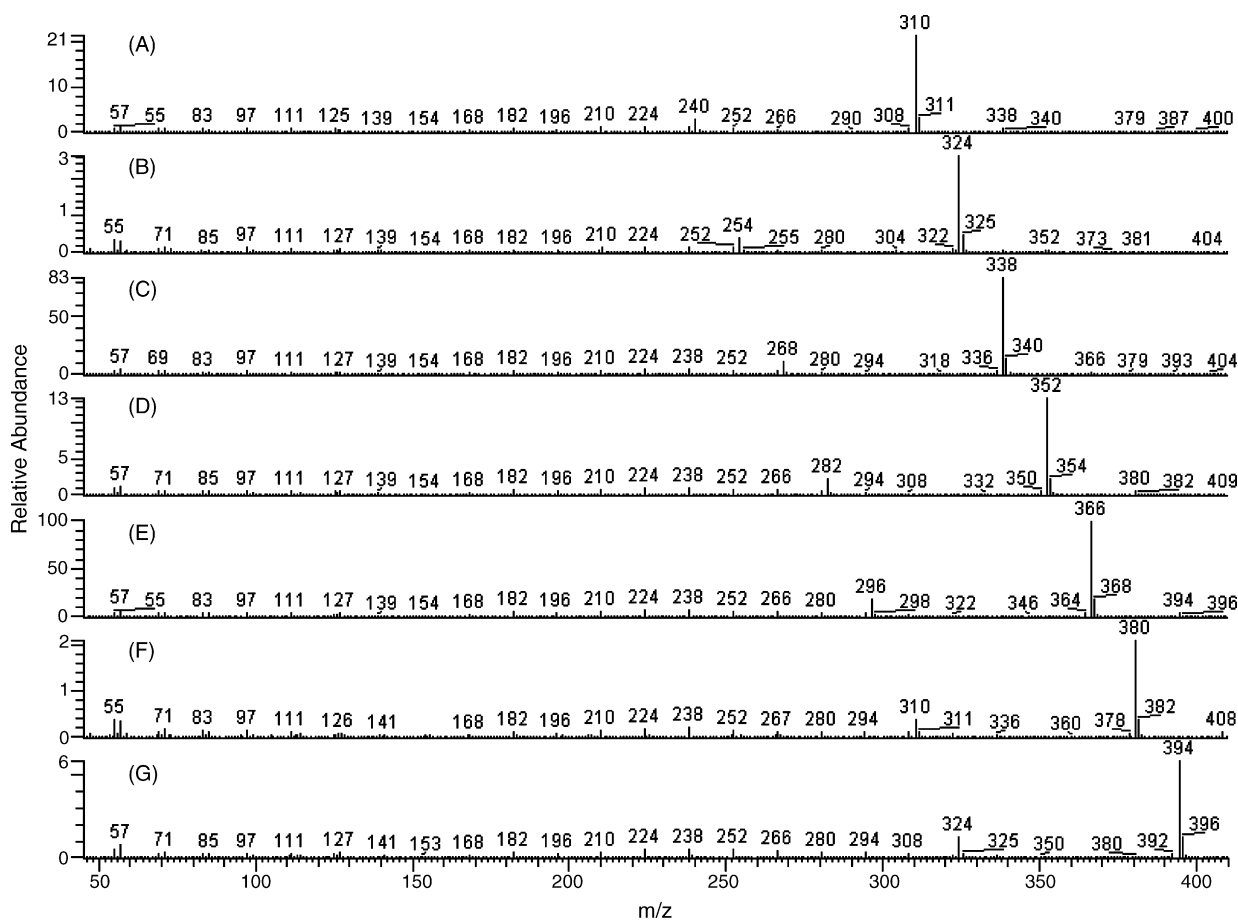 310
21
(A)
10
57 55 83 97 111 125 139 154 168 182 196 210 224 240 252 266 290 308 311 338 340 379 387 400
0
324
3
(B)
1
55 71 85 97 111 127 139 154 168 182 196 210 224 252 254 255 280 304 322 325 352 373 381 404
0
338
83
(C)
50
57 69 83 97 111 127 139 154 168 182 196 210 224 238 252 268 280 294 318 336 340 366 379 393 404
0
352
13
(D)
5
57 71 85 97 111 127 139 154 168 182 196 210 224 238 252 266 282 294 308 332 350 354 380 382 409
0
366
100
(E)
50
57 55 83 97 111 127 139 154 168 182 196 210 224 238 252 266 280 296 298 322 346 364 368 394 396
0
380
2
(F)
1
55 71 83 97 111 126 141 168 182 196 210 224 238 252 267 280 294 310 311 336 360 378 382 408
0
394
6
(G)
3
57 71 85 97 111 127 141 153 168 182 196 210 224 238 252 266 280 294 308 324 325 350 380 392 396
0
50 100 150 200 250 300 350 400
m/z
Relative Abundance